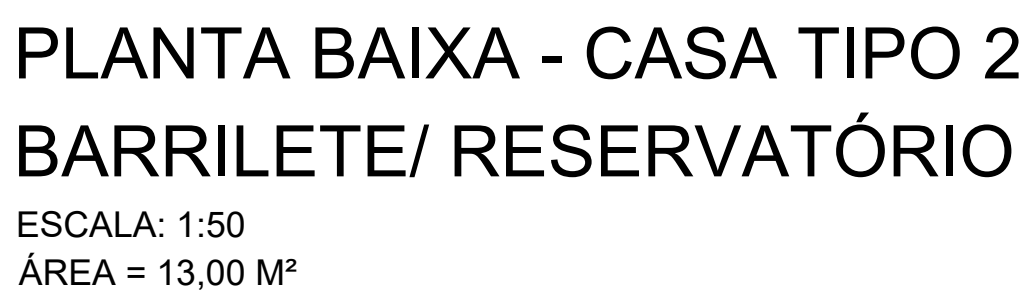 PLANTA BAIXA - CASA TIPO 2
BARRILETE/ RESERVATÓRIO
ESCALA: 1:50
ÁREA = 13,00 M²